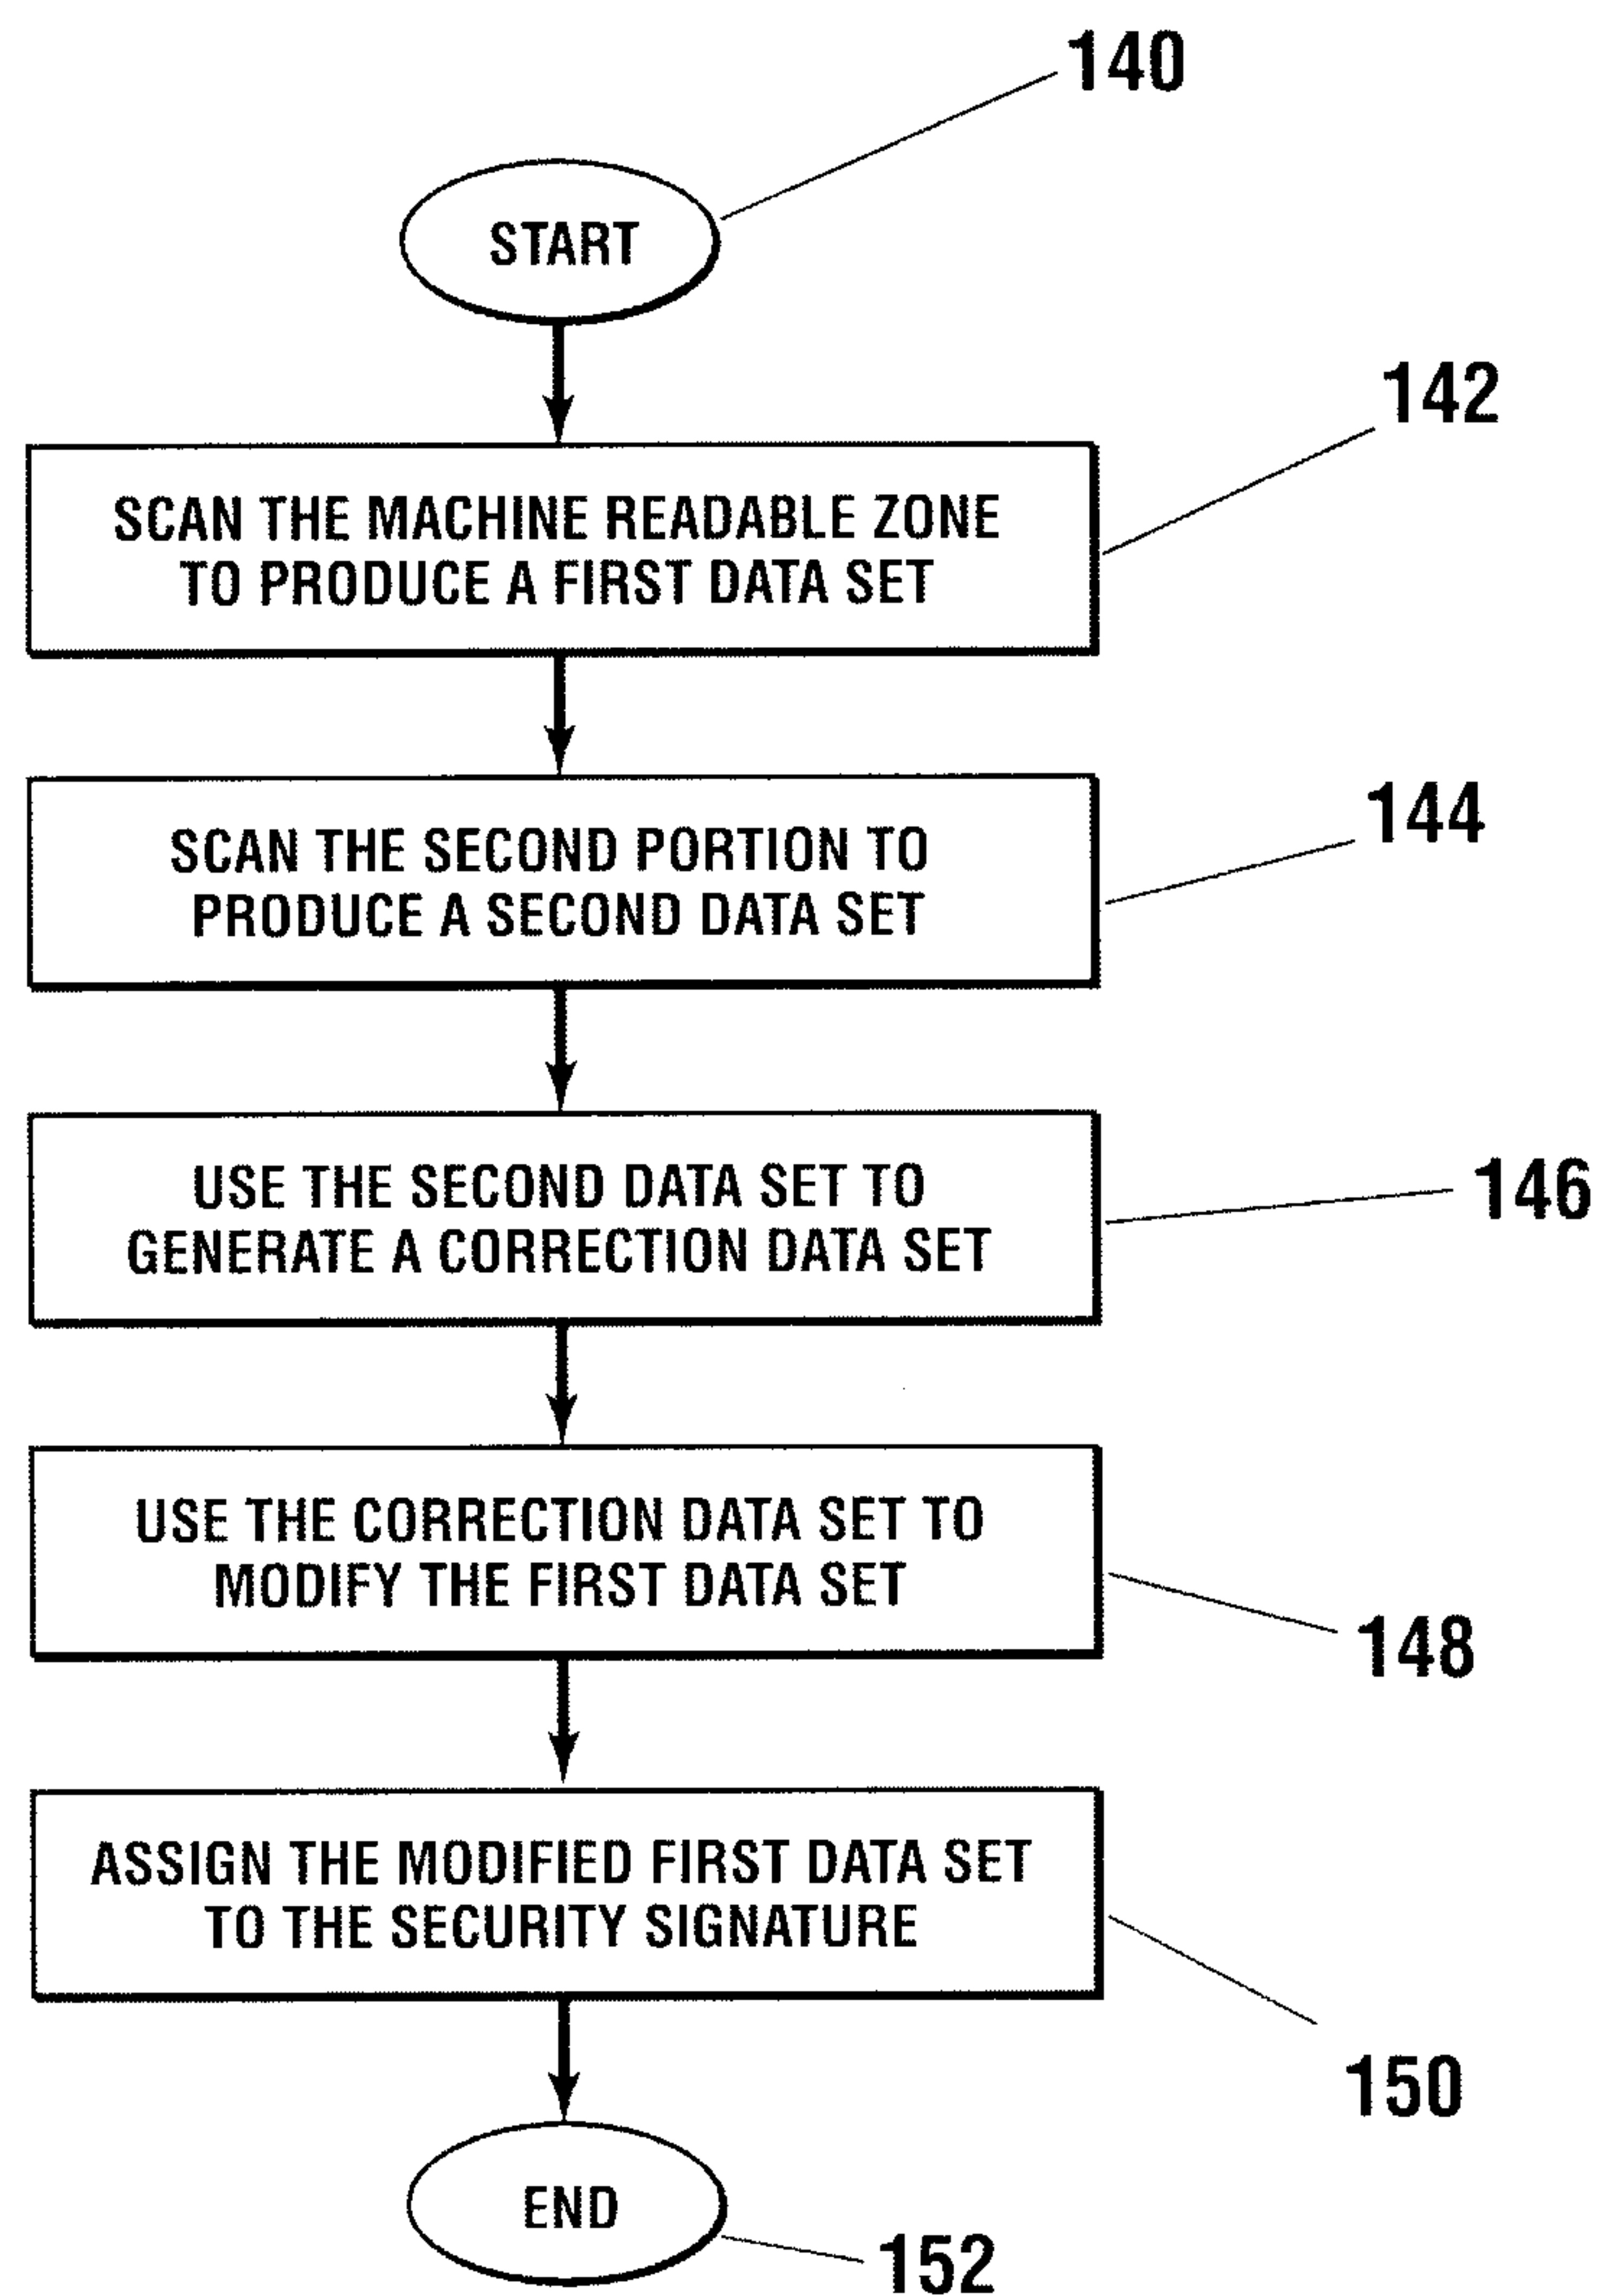 140
START
142
SCAN THE MACHINE READABLE ZONE
TO PRODUCE A FIRST DATA SET
144
SCAN THE SECOND PORTION TO
PRODUCE A SECOND DATA SET
146
USE THE SECOND DATA SET TO
GENERATE A CORRECTION DATA SET
USE THE CORRECTION DATA SET TO
MODIFY THE FIRST DATA SET
148
ASSIGN THE MODIFIED FIRST DATA SET
TO THE SECURITY SIGNATURE
150
END
152